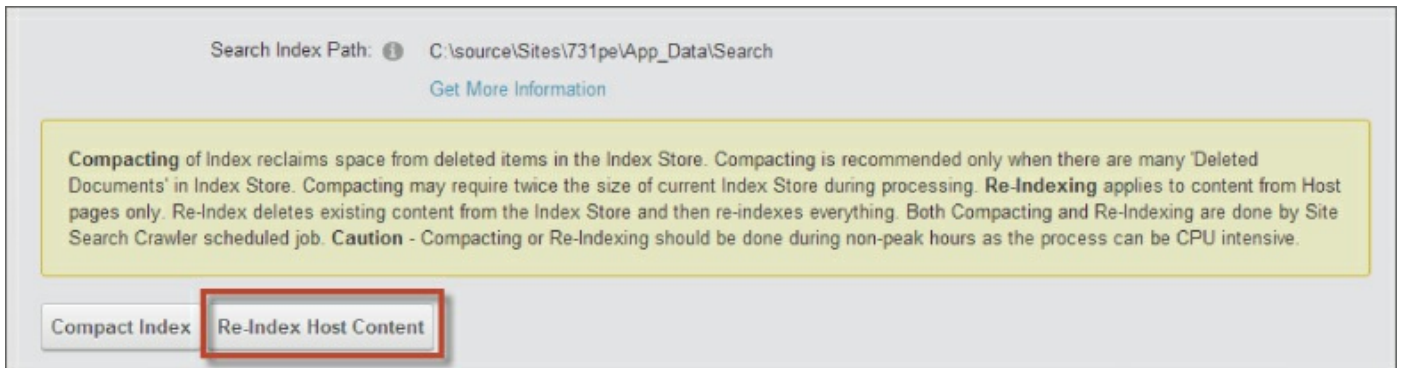 Search Index Path: C:\source\Sites\731pe\App_Data\Search
Get More Information
Compacting of Index reclaims space from deleted items in the Index Store. Compacting is recommended only when there are many 'Deleted
Documents' in Index Store. Compacting may require twice the size of current Index Store during processing. Re-Indexing applies to content from Host
pages only. Re-Index deletes existing content from the Index Store and then re-indexes everything. Both Compacting and Re-Indexing are done by Site
Search Crawler scheduled job. Caution - Compacting or Re-Indexing should be done during non-peak hours as the process can be CPU intensive.
Compact Index Re-Index Host Content